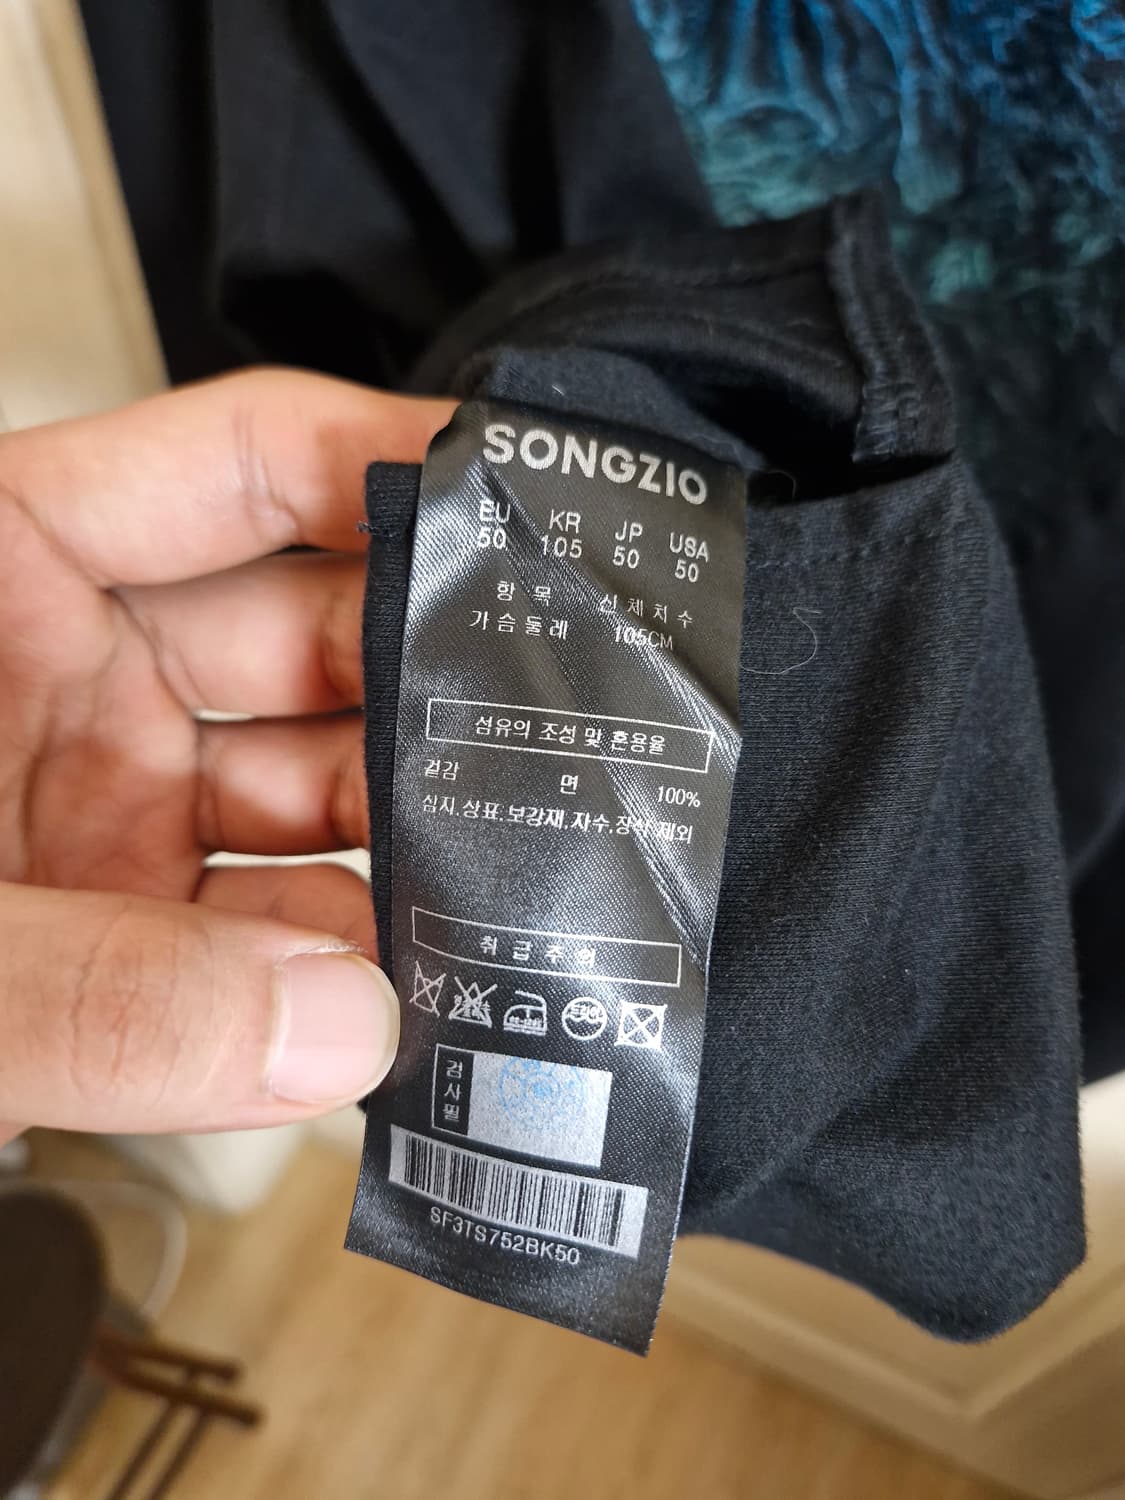 SONGZIO
EU KR JP USA
50 105 50 50
항목 신체치수
가슴둘레 105CM
섬유의 조성 및 혼용율
겉감 면 100%
심지.상표.보강재.자수.장식 제외
취급주의
검사필
SF3TS752BK50